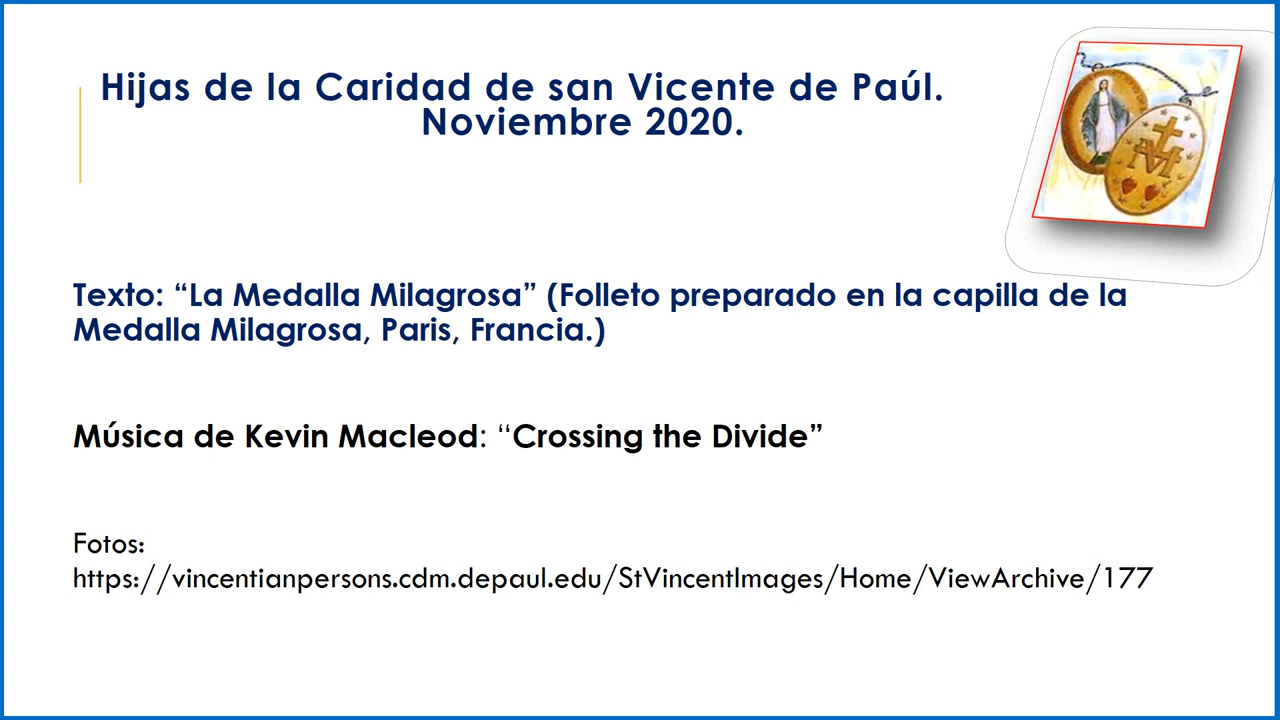 Hijas de la Caridad de san Vicente de Paúl.
Noviembre 2020.
Texto: “La Medalla Milagrosa” (Folleto preparado en la capilla de la
Medalla Milagrosa, Paris, Francia.)
Música de Kevin Macleod: “Crossing the Divide”
Fotos:
https://vincentianpersons.cdm.depaul.edu/StVincentImages/Home/ViewArchive/177